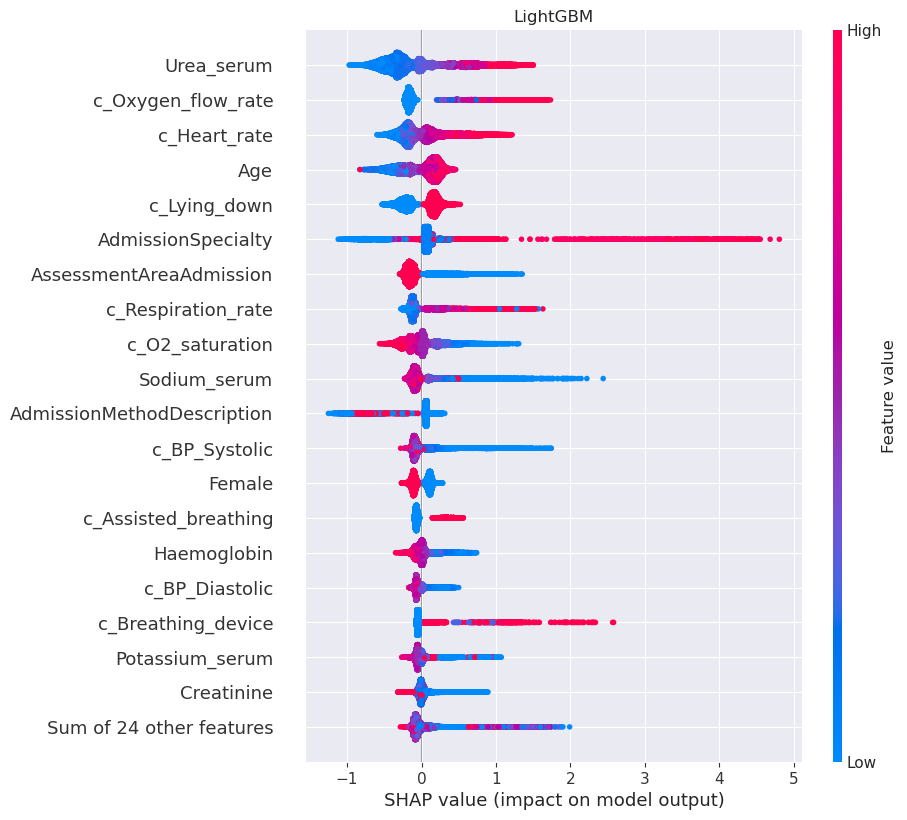 LightGBM
High
Urea_serum
c_Oxygen_flow_rate
c_Heart_rate
Age
c_Lying_down
AdmissionSpecialty
AssessmentAreaAdmission
c_Respiration_rate
c_O2_saturation
Sodium_serum
AdmissionMethodDescription
c_BP_Systolic
Female
c_Assisted_breathing
Haemoglobin
c_BP_Diastolic
c_Breathing_device
Potassium_serum
Creatinine
Sum of 24 other features
Feature value
Low
−1 0 1 2 3 4 5
SHAP value (impact on model output)